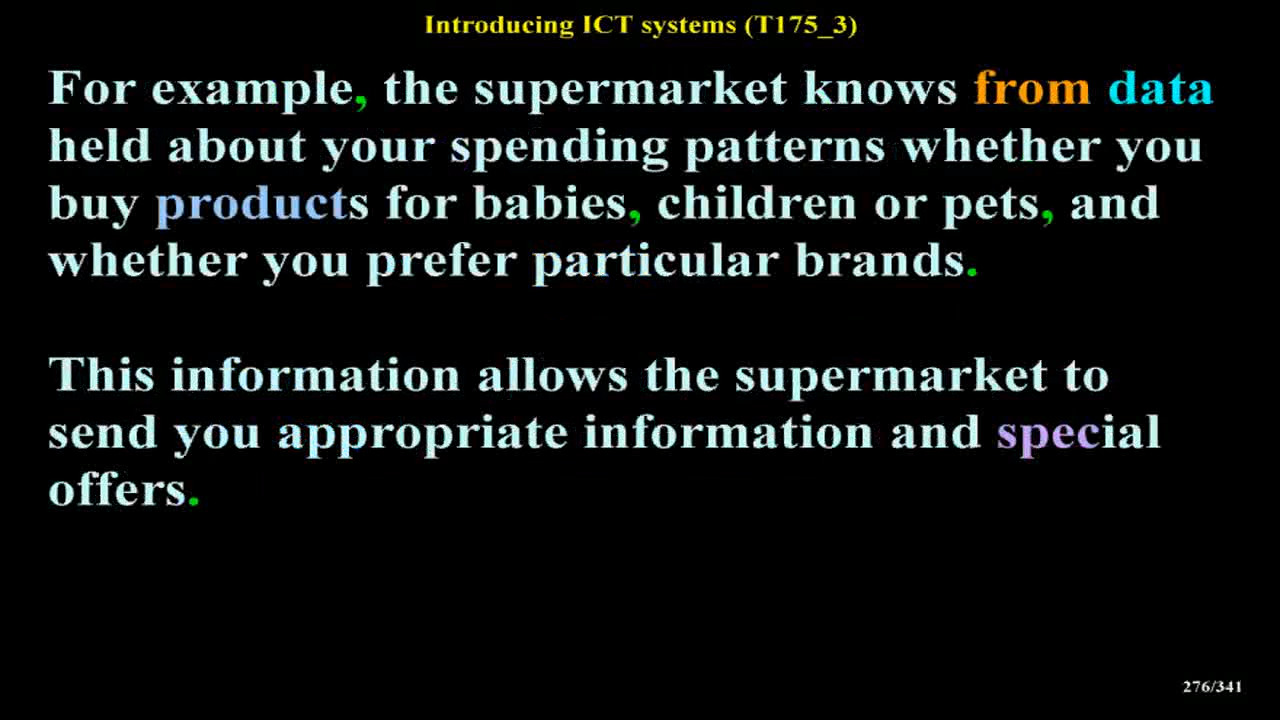 Introducing ICT systems (T175_3)
For example, the supermarket knows from data
held about your spending patterns whether you
buy products for babies, children or pets, and
whether you prefer particular brands.
This information allows the supermarket to
send you appropriate information and special
offers.
276/341